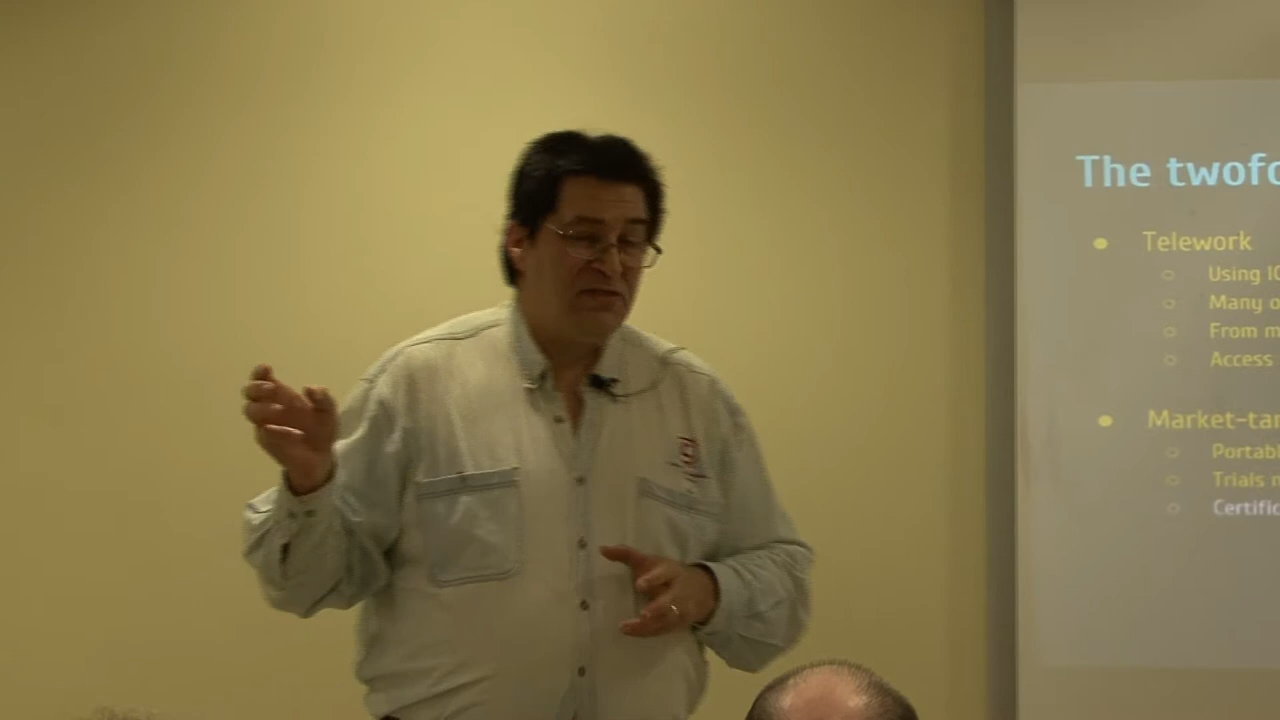 The twofo
Telework
Using IC
Many o
From m
Access
Market-tar
Portabl
Trials n
Certific